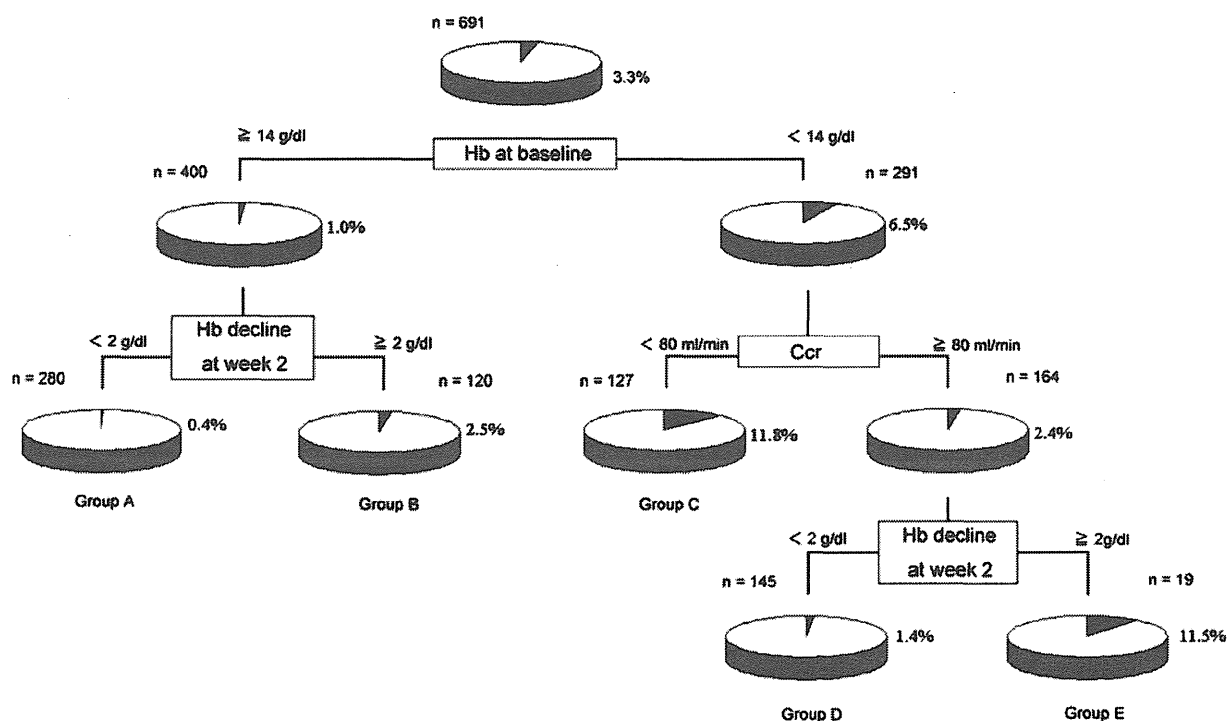 n = 691
3.3%
≧ 14 g/dl
Hb at baseline
< 14 g/dl
n = 400
n = 291
1.0%
6.5%
< 2 g/dl
Hb decline
at week 2
≧ 2 g/dl
< 80 ml/min
Ccr
≧ 80 ml/min
n = 280
n = 120
n = 127
n = 164
0.4%
2.5%
11.8%
2.4%
Group A
Group B
Group C
< 2 g/dl
Hb decline
at week 2
≧ 2g/dl
n = 145
n = 19
1.4%
11.5%
Group D
Group E